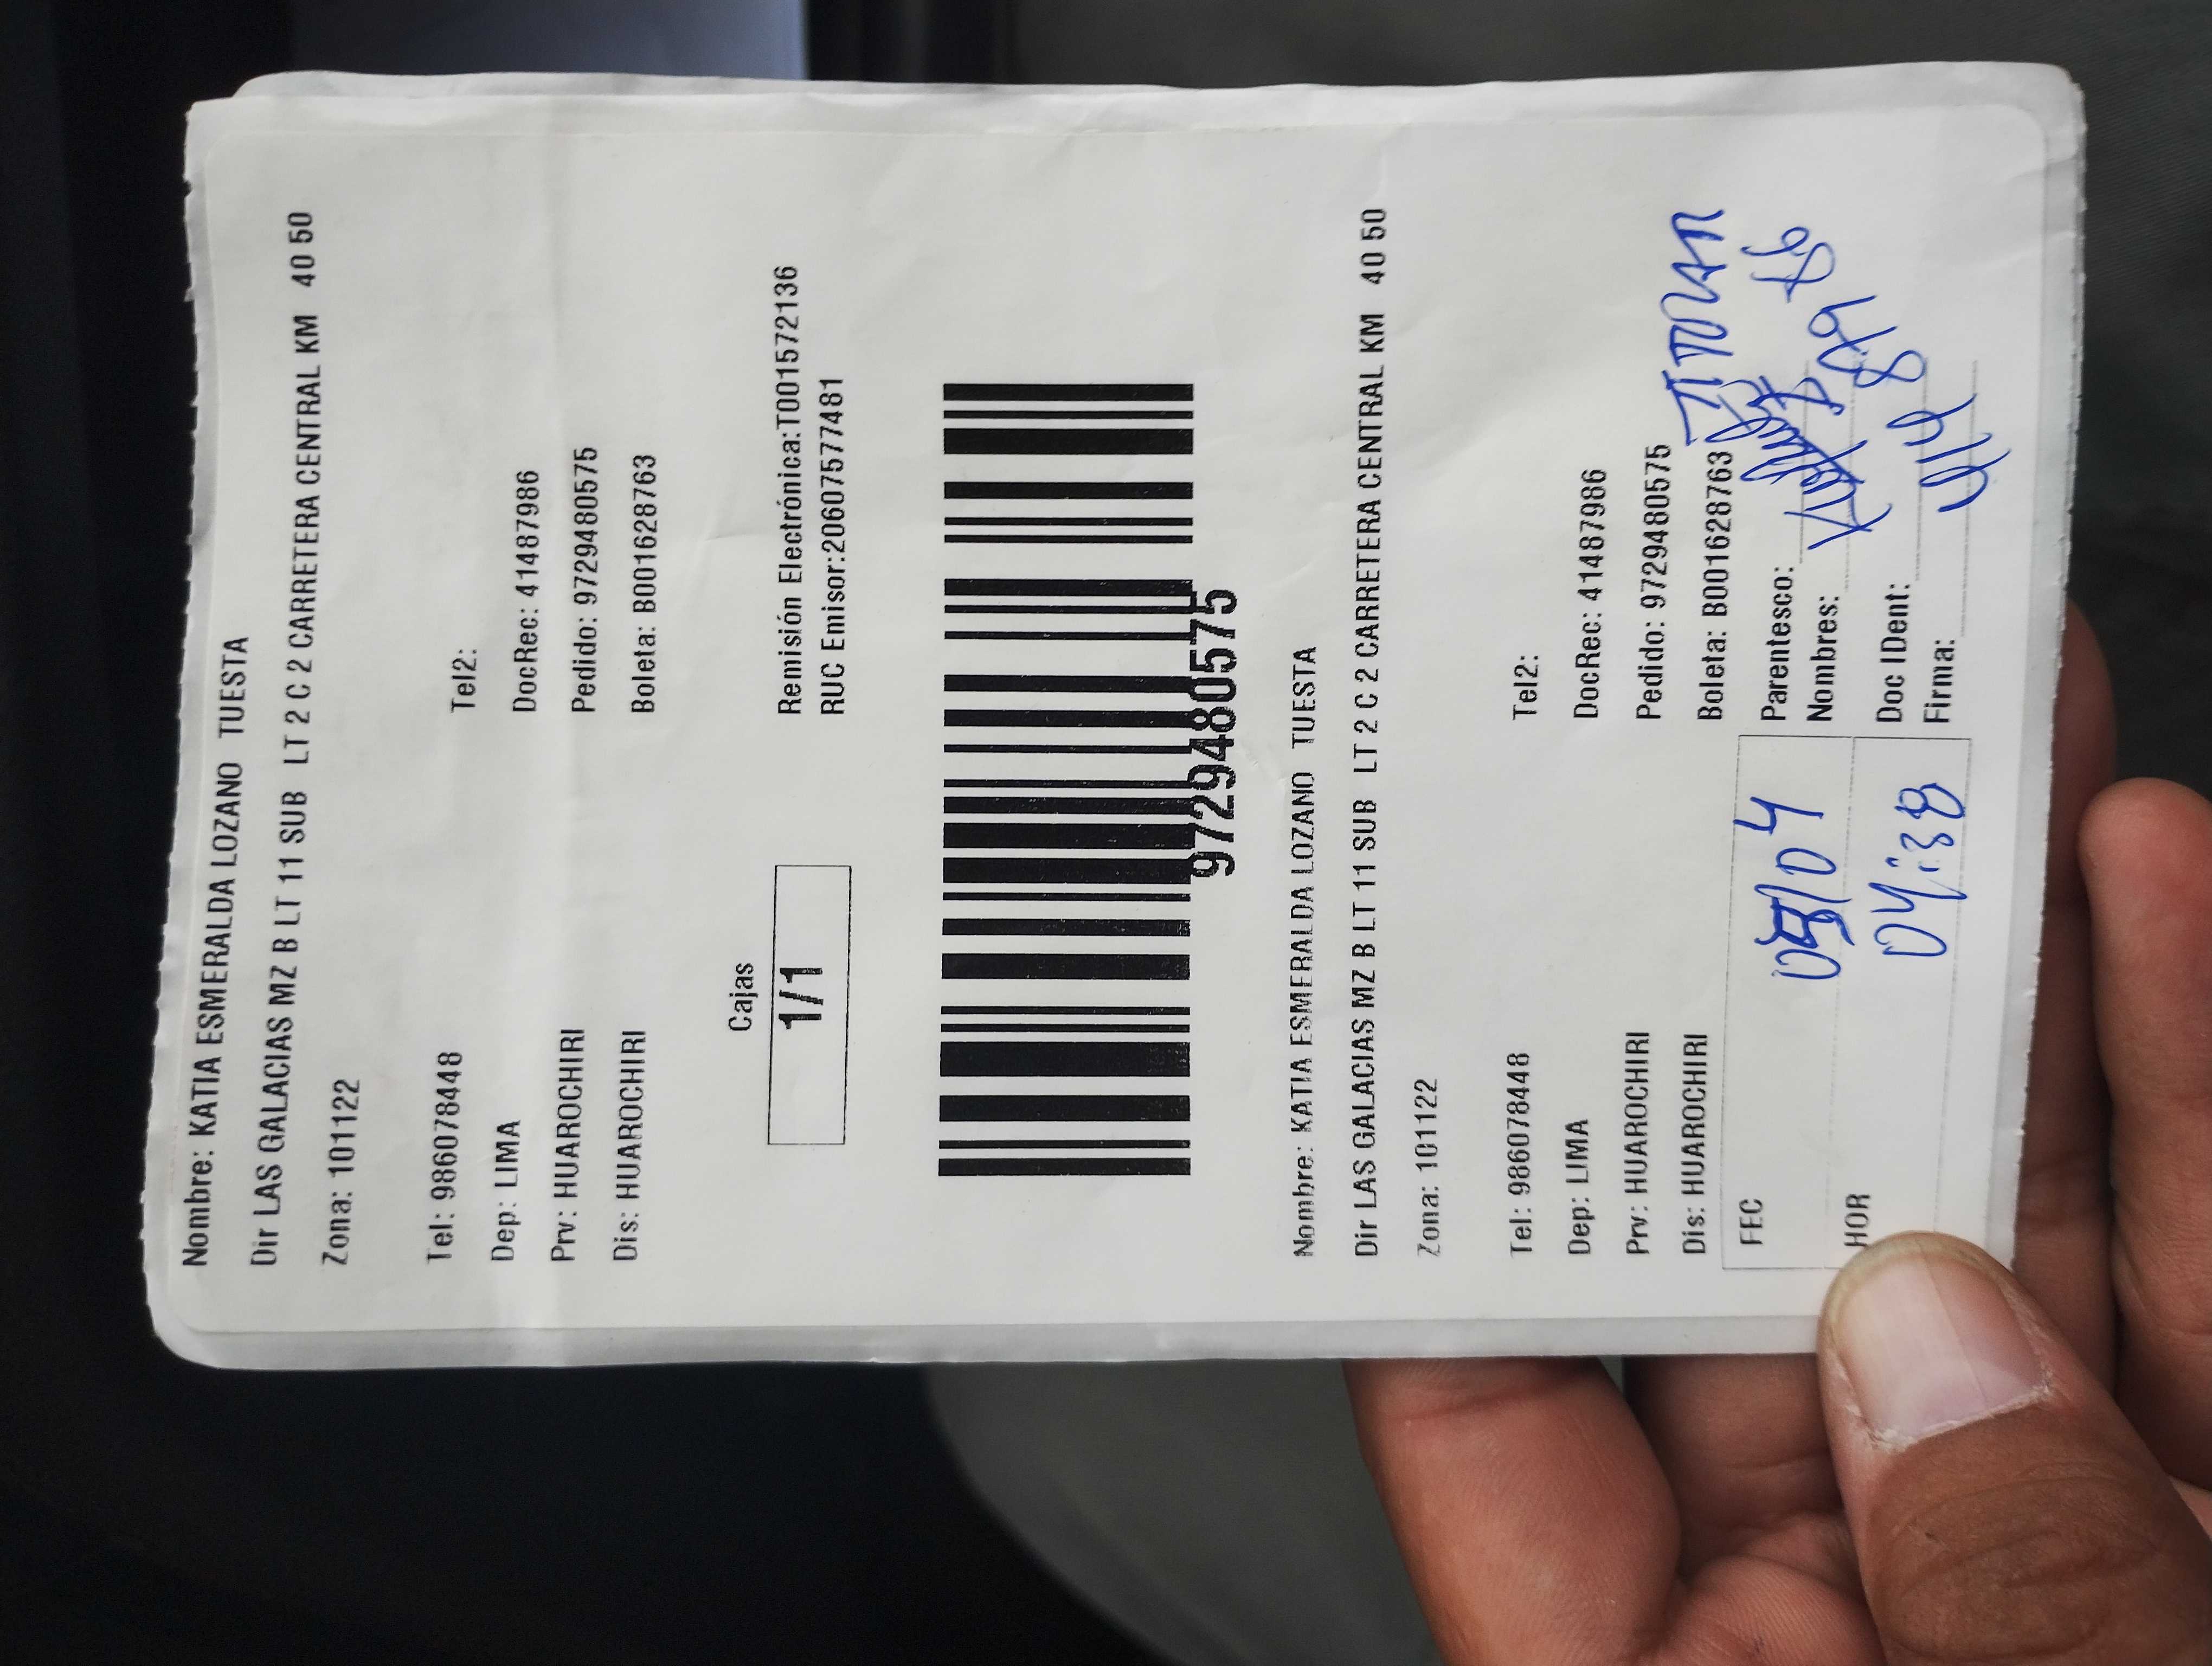 Nombre: KATIA ESMERALDA LOZANO TUESTA
Dir LAS GALACIAS MZ B LT 11 SUB LT 2 C 2 CARRETERA CENTRAL KM 40 50
Zona: 101122
Tel: 986078448 Tel2:
Dep: LIMA DocRec: 41487986
Prv: HUAROCHIRI Pedido: 9729480575
Dis: HUAROCHIRI Boleta: B001628763
Cajas
1/1
Remisión Electrónica:T001572136
RUC Emisor:20607577481
9729480575
Nombre: KATIA ESMERALDA LOZANO TUESTA
Dir LAS GALACIAS MZ B LT 11 SUB LT 2 C 2 CARRETERA CENTRAL KM 40 50
Zona: 101122
Tel: 986078448 Tel2:
Dep: LIMA DocRec: 41487986
Prv: HUAROCHIRI Pedido: 9729480575
Dis: HUAROCHIRI Boleta: B001628763
TITULAR
FEC 05/04 Parentesco:
Nombres:
HOR 04:38 Doc IDent:
Firma: